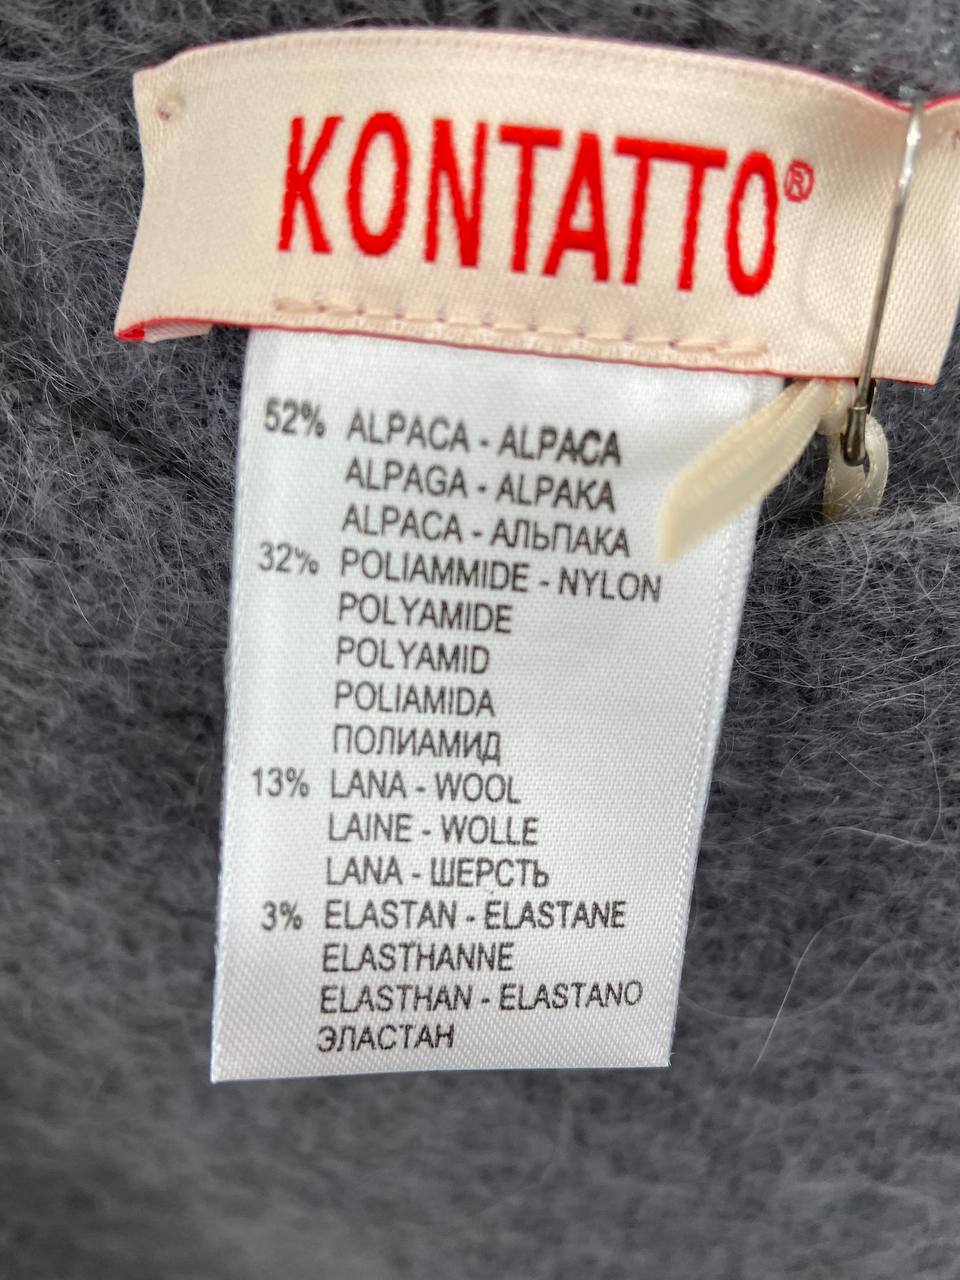 KONTATTO®
52% ALPACA - ALPACA
ALPAGA - ALPAKA
ALPACA - АЛЬПАКА
32% POLIAMMIDE - NYLON
POLYAMIDE
POLYAMID
POLIAMIDA
ПОЛИАМИД
13% LANA - WOOL
LAINE - WOLLE
LANA - ШЕРСТЬ
3% ELASTAN - ELASTANE
ELASTHANNE
ELASTHAN - ELASTANO
ЭЛАСТАН